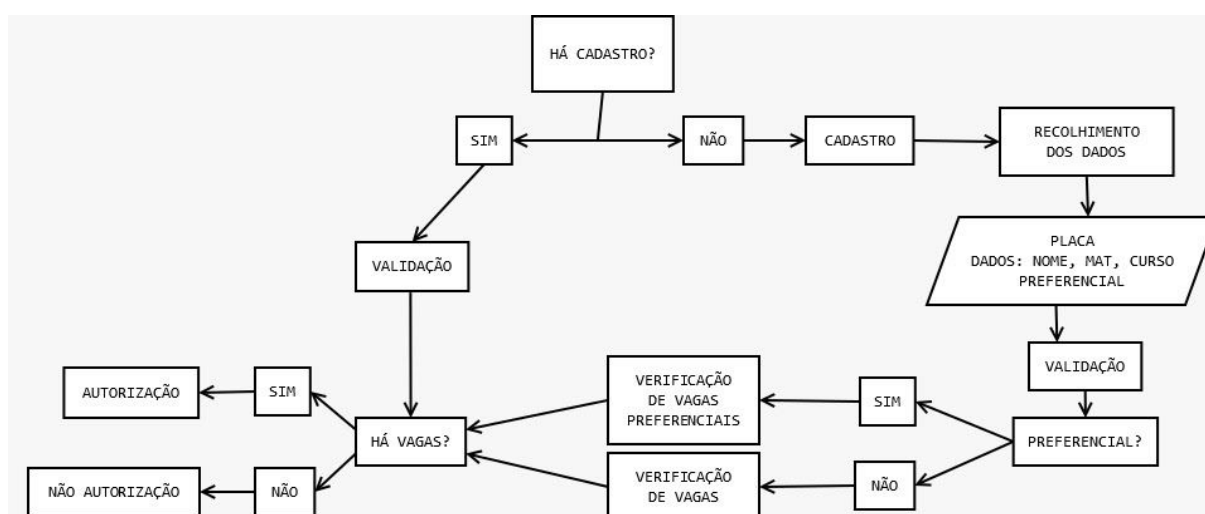 HÁ CADASTRO?
SIM
NÃO
CADASTRO
RECOLHIMENTO
DOS DADOS
PLACA
DADOS: NOME, MAT, CURSO
PREFERENCIAL
VALIDAÇÃO
VALIDAÇÃO
AUTORIZAÇÃO
SIM
HÁ VAGAS?
NÃO
NÃO AUTORIZAÇÃO
VERIFICAÇÃO
DE VAGAS
PREFERENCIAIS
SIM
PREFERENCIAL?
VERIFICAÇÃO
DE VAGAS
NÃO